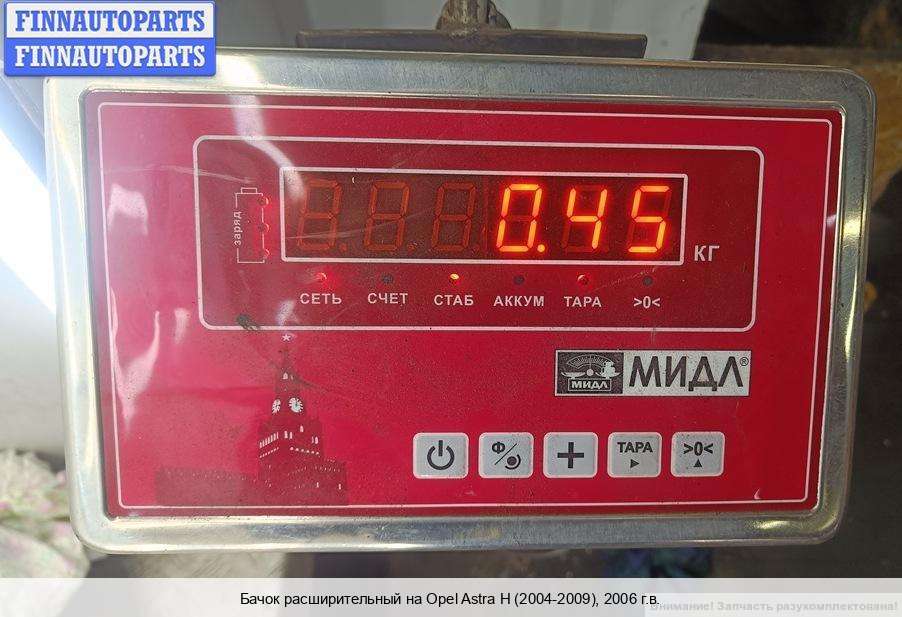 FINNAUTOPARTS
FINNAUTOPARTS
заряд
0.45
КГ
СЕТЬ СЧЕТ СТАБ АККУМ ТАРА >0<
МИДЛ МИДЛ®
Ф/ + ТАРА >0<
Бачок расширительный на Opel Astra H (2004-2009), 2006 г.в.
Внимание! Запчасть разукомплектована!